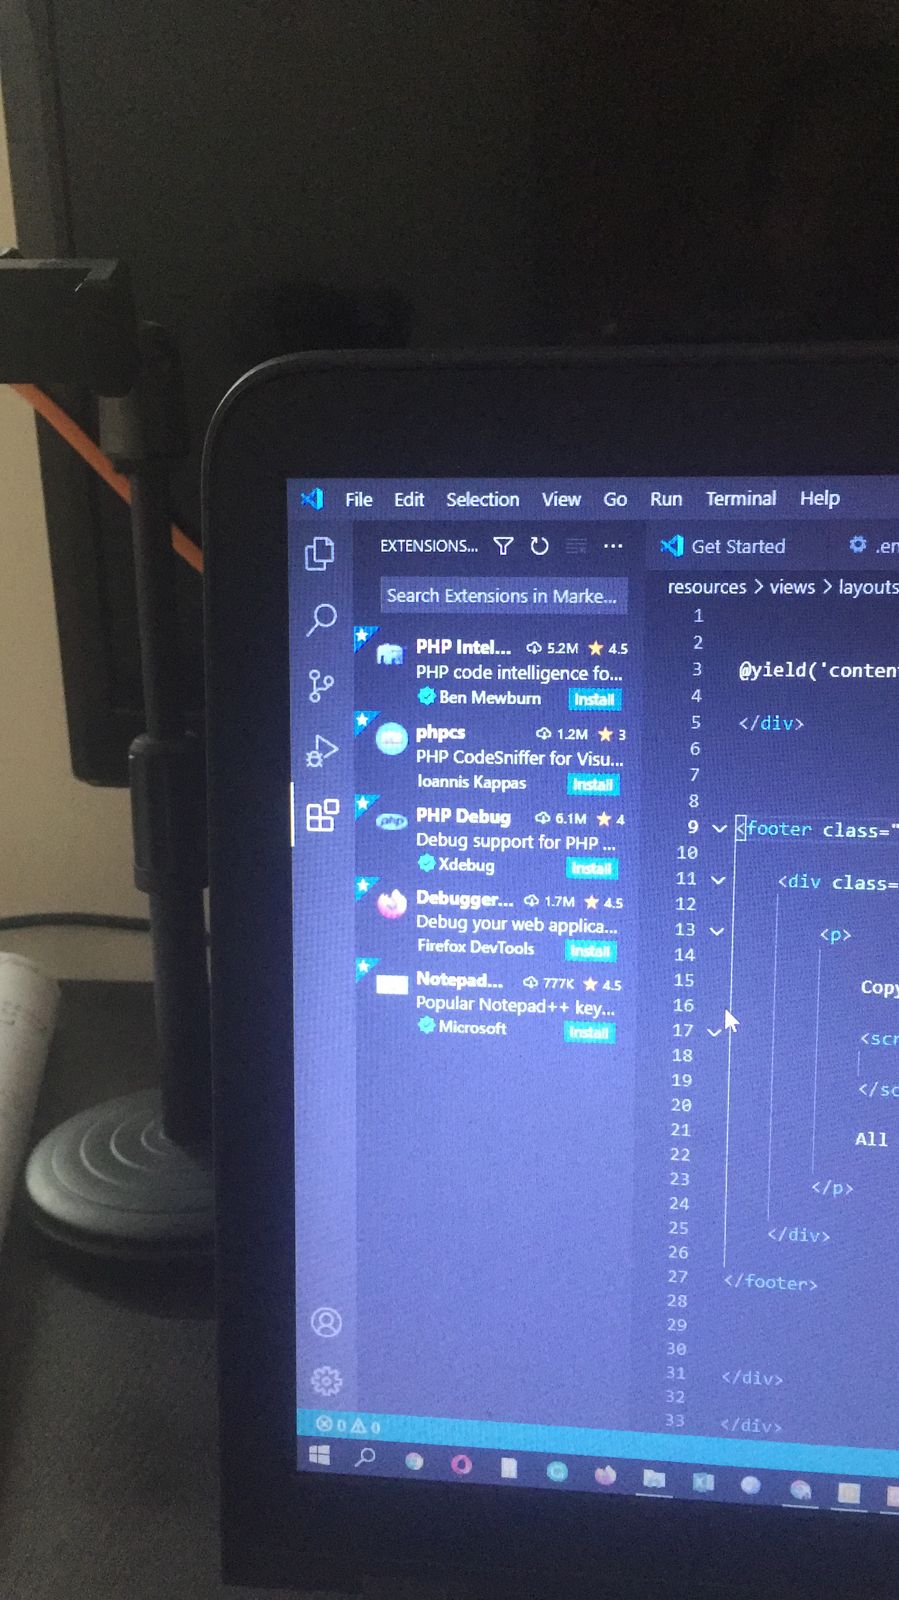 File Edit Selection View Go Run Terminal Help
EXTENSIONS...
Search Extensions in Marke...
PHP Intel... 5.2M 4.5
PHP code intelligence fo...
Ben Mewburn Install
phpcs 1.2M 3
PHP CodeSniffer for Visu...
Ioannis Kappas Install
PHP Debug 6.1M 4
Debug support for PHP ...
Xdebug Install
Debugger... 1.7M 4.5
Debug your web applica...
Firefox DevTools Install
Notepad... 777K 4.5
Popular Notepad++ key...
Microsoft Install
0 0
Get Started .en
resources > views > layouts
1
2
3 @yield('conten
4
5 </div>
6
7
8
9 <footer class="
10
11 <div class=
12
13 <p>
14
15 Copy
16
17 <scr
18
19 </sc
20
21 All
22
23 </p>
24
25 </div>
26
27 </footer>
28
29
30
31 </div>
32
33 </div>